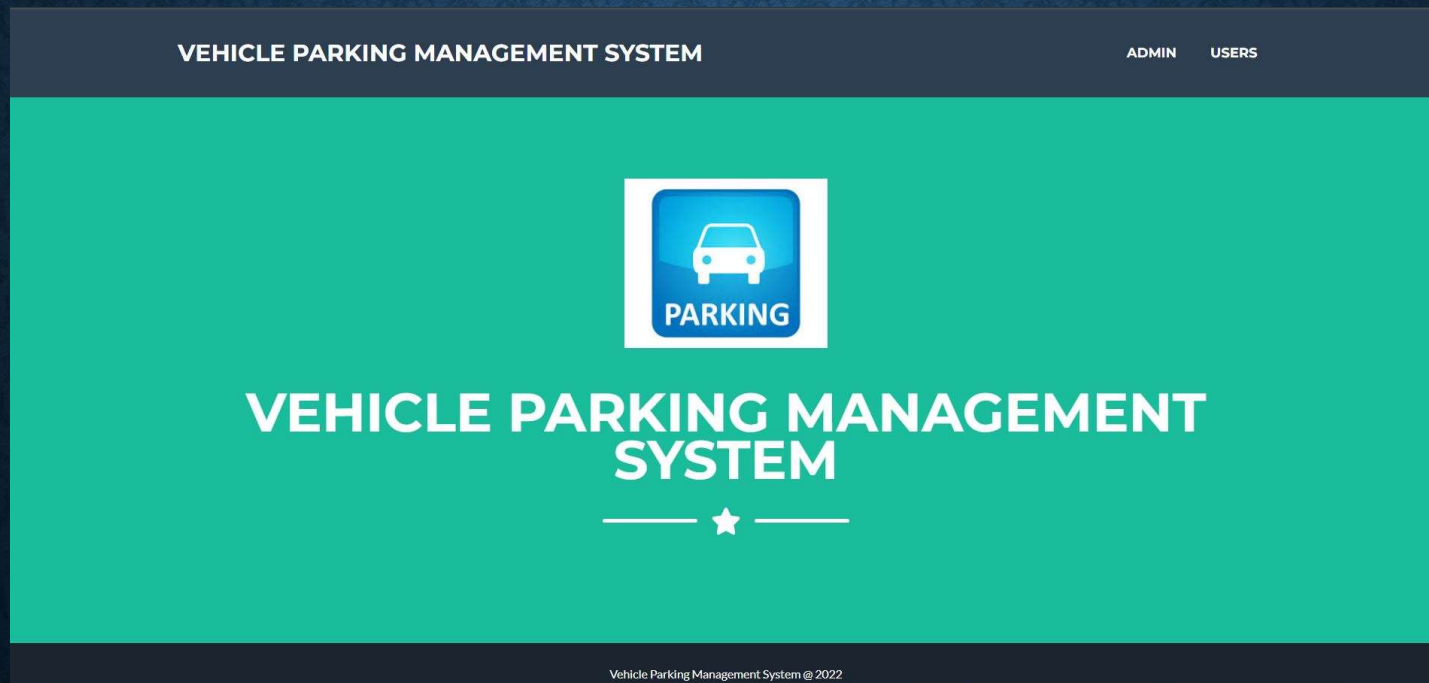 VEHICLE PARKING MANAGEMENT SYSTEM
ADMIN USERS
PARKING
VEHICLE PARKING MANAGEMENT
SYSTEM
Vehicle Parking Management System @ 2022